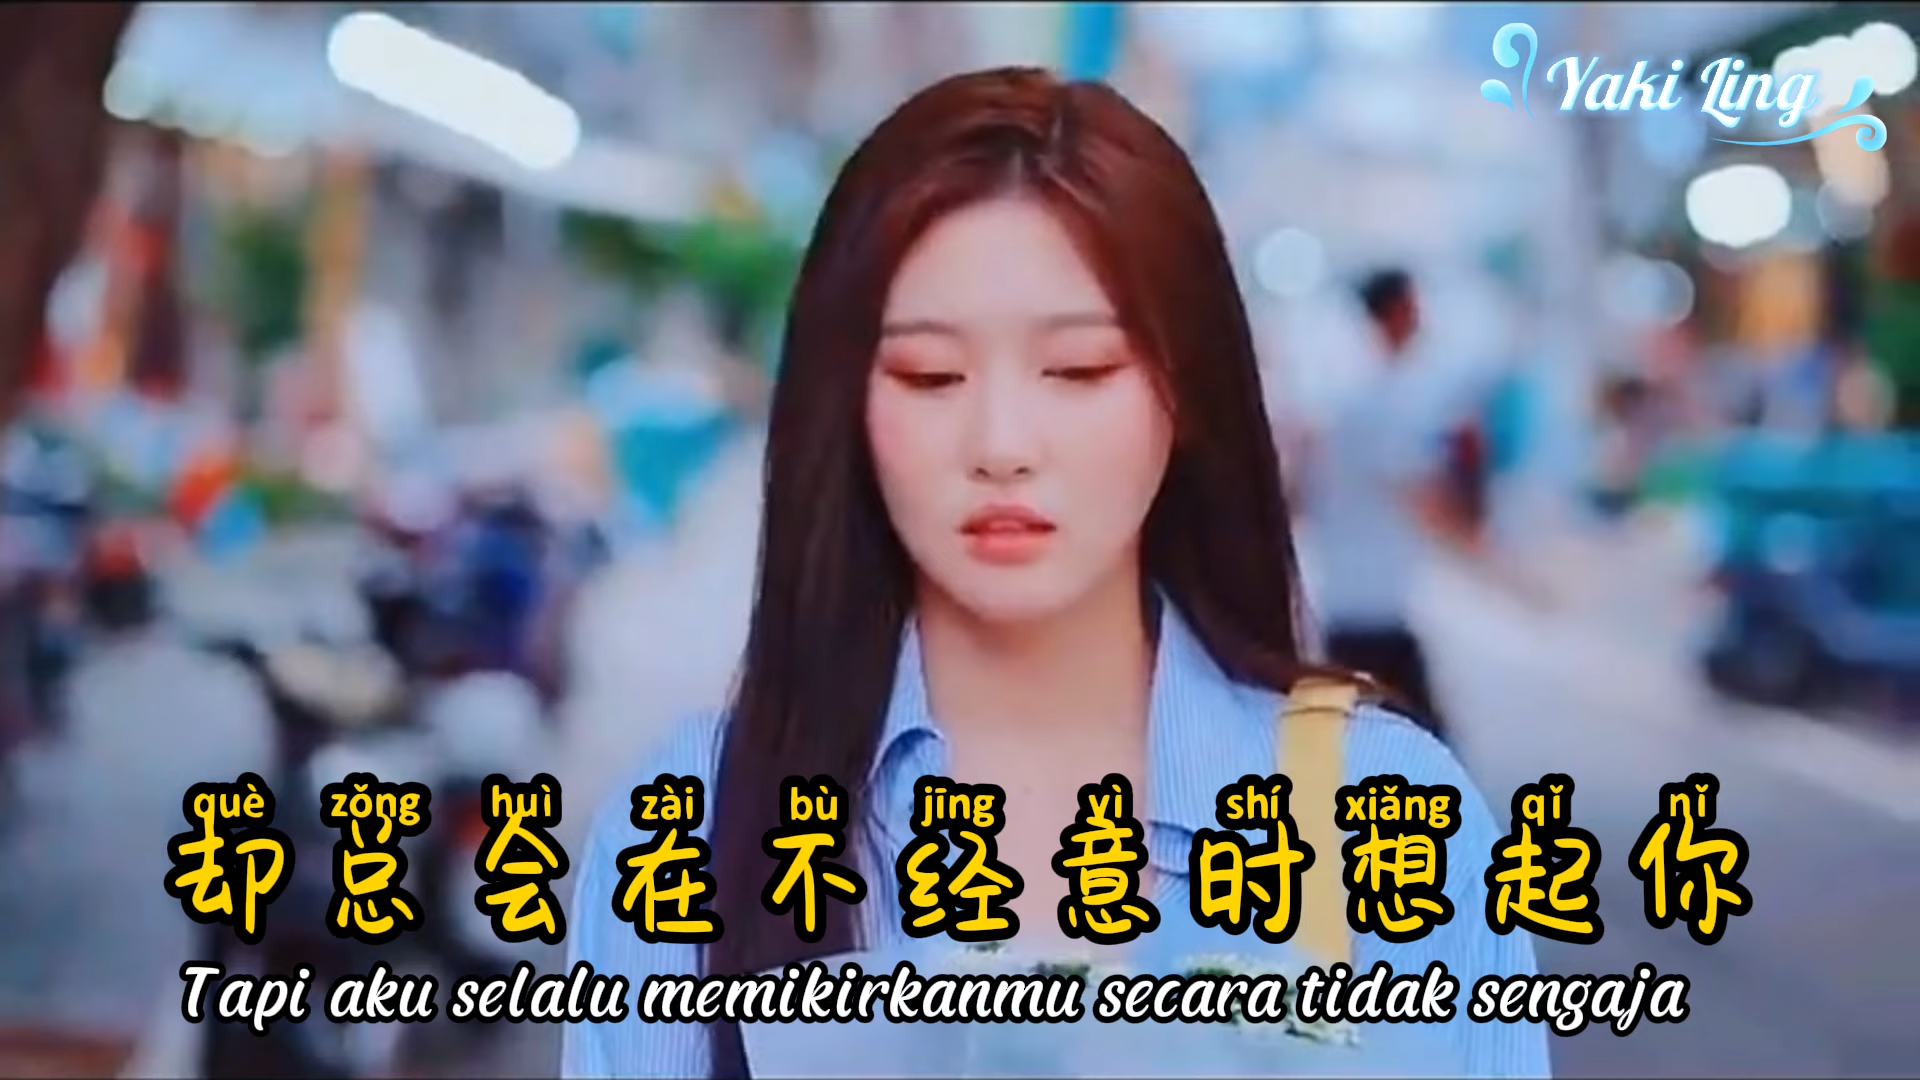 Yaki Ling
què zǒng huì zài bù jīng yì shí xiǎng qǐ nǐ
却总会在不经意时想起你
Tapi aku selalu memikirkanmu secara tidak sengaja